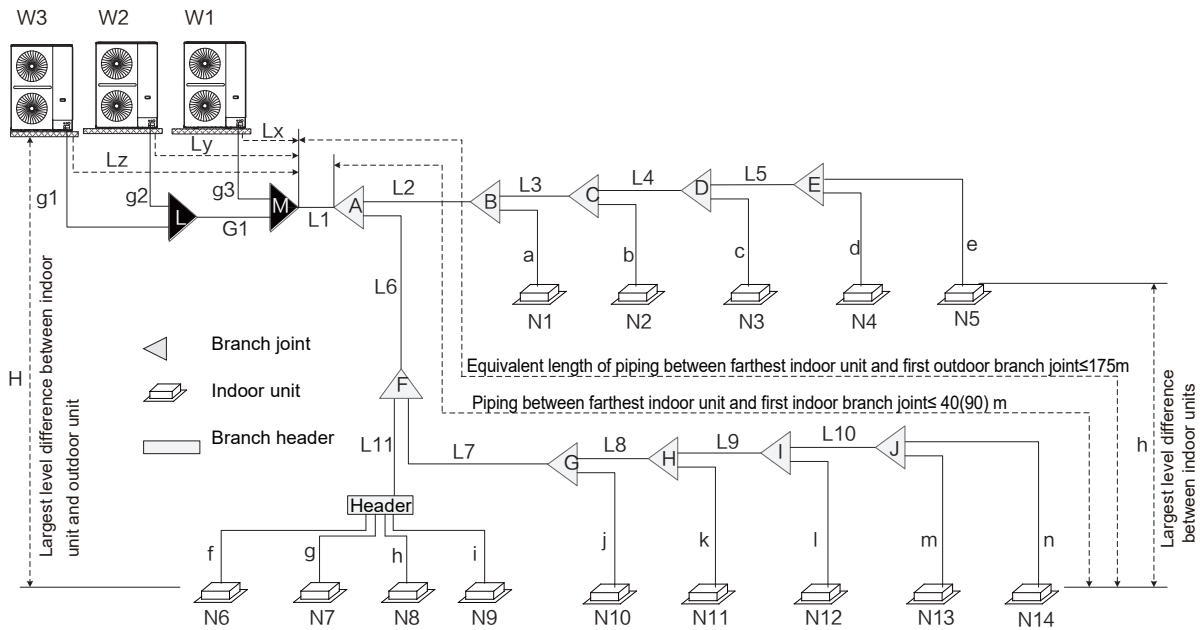 W3 W2 W1
Lx
Ly
Lz
g1 g2 g3
L M A
G1 L1 L2
B L3 C L4 D L5 E
a b c d e
N1 N2 N3 N4 N5
L6
Branch joint
Indoor unit
Branch header
H
Largest level difference between indoor
unit and outdoor unit
Equivalent length of piping between farthest indoor unit and first outdoor branch joint≤175m
Piping between farthest indoor unit and first indoor branch joint≤ 40(90) m
h
Largest level difference
between indoor units
F
L11 L7
G L8 H L9 I L10 J
Header
f g h i j k l m n
N6 N7 N8 N9 N10 N11 N12 N13 N14